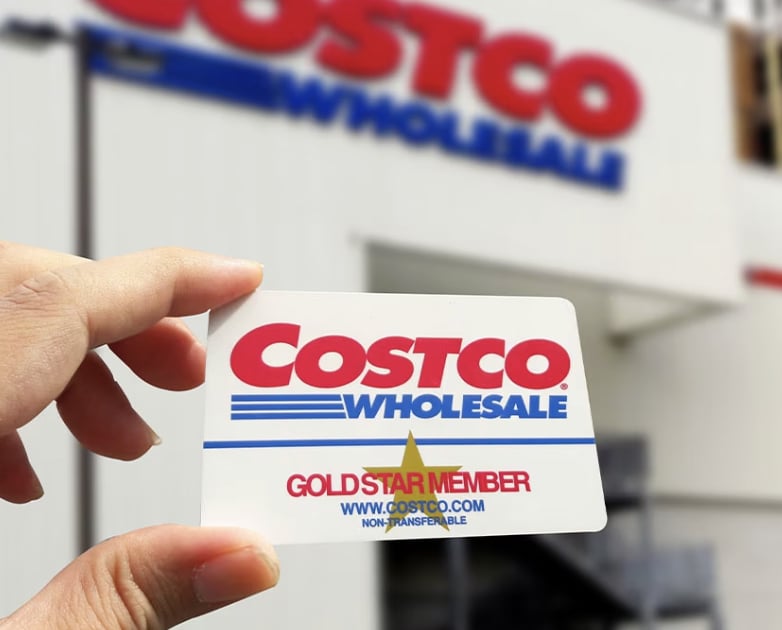 COSTCO
WHOLESALE
COSTCO®
WHOLESALE
GOLD STAR MEMBER
WWW.COSTCO.COM
NON-TRANSFERABLE